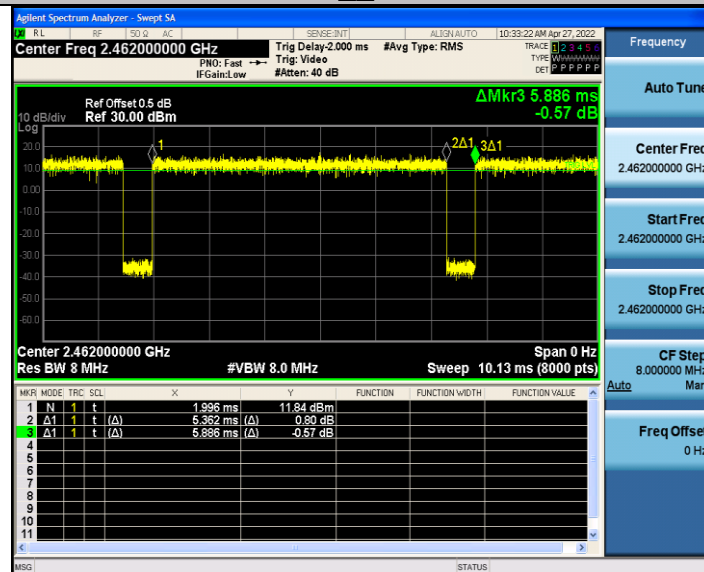 Agilent Spectrum Analyzer - Swept SA
RL RF 50 Ω AC SENSE:INT ALIGN AUTO 10:33:22 AM Apr 27, 2022
Center Freq 2.462000000 GHz
PNO: Fast
IFGain:Low
Trig Delay-2.000 ms
Trig: Video
#Atten: 40 dB
#Avg Type: RMS
TRACE 1 2 3 4 5 6
TYPE W
DET P P P P P P
Ref Offset 0.5 dB
10 dB/div Ref 30.00 dBm
Log
ΔMkr3 5.886 ms
-0.57 dB
20.0
10.0
0.00
-10.0
-20.0
-30.0
-40.0
-50.0
-60.0
1
2Δ1
3Δ1
Center 2.462000000 GHz Span 0 Hz
Res BW 8 MHz #VBW 8.0 MHz Sweep 10.13 ms (8000 pts)
MKR MODE TRC SCL X Y FUNCTION FUNCTION WIDTH FUNCTION VALUE
1 N 1 t 1.996 ms 11.84 dBm
2 Δ1 1 t (Δ) 5.362 ms (Δ) 0.80 dB
3 Δ1 1 t (Δ) 5.886 ms (Δ) -0.57 dB
4
5
6
7
8
9
10
11
MSG STATUS
Frequency
Auto Tune
Center Freq
2.462000000 GHz
Start Freq
2.462000000 GHz
Stop Freq
2.462000000 GHz
CF Step
8.000000 MHz
Auto Man
Freq Offset
0 Hz